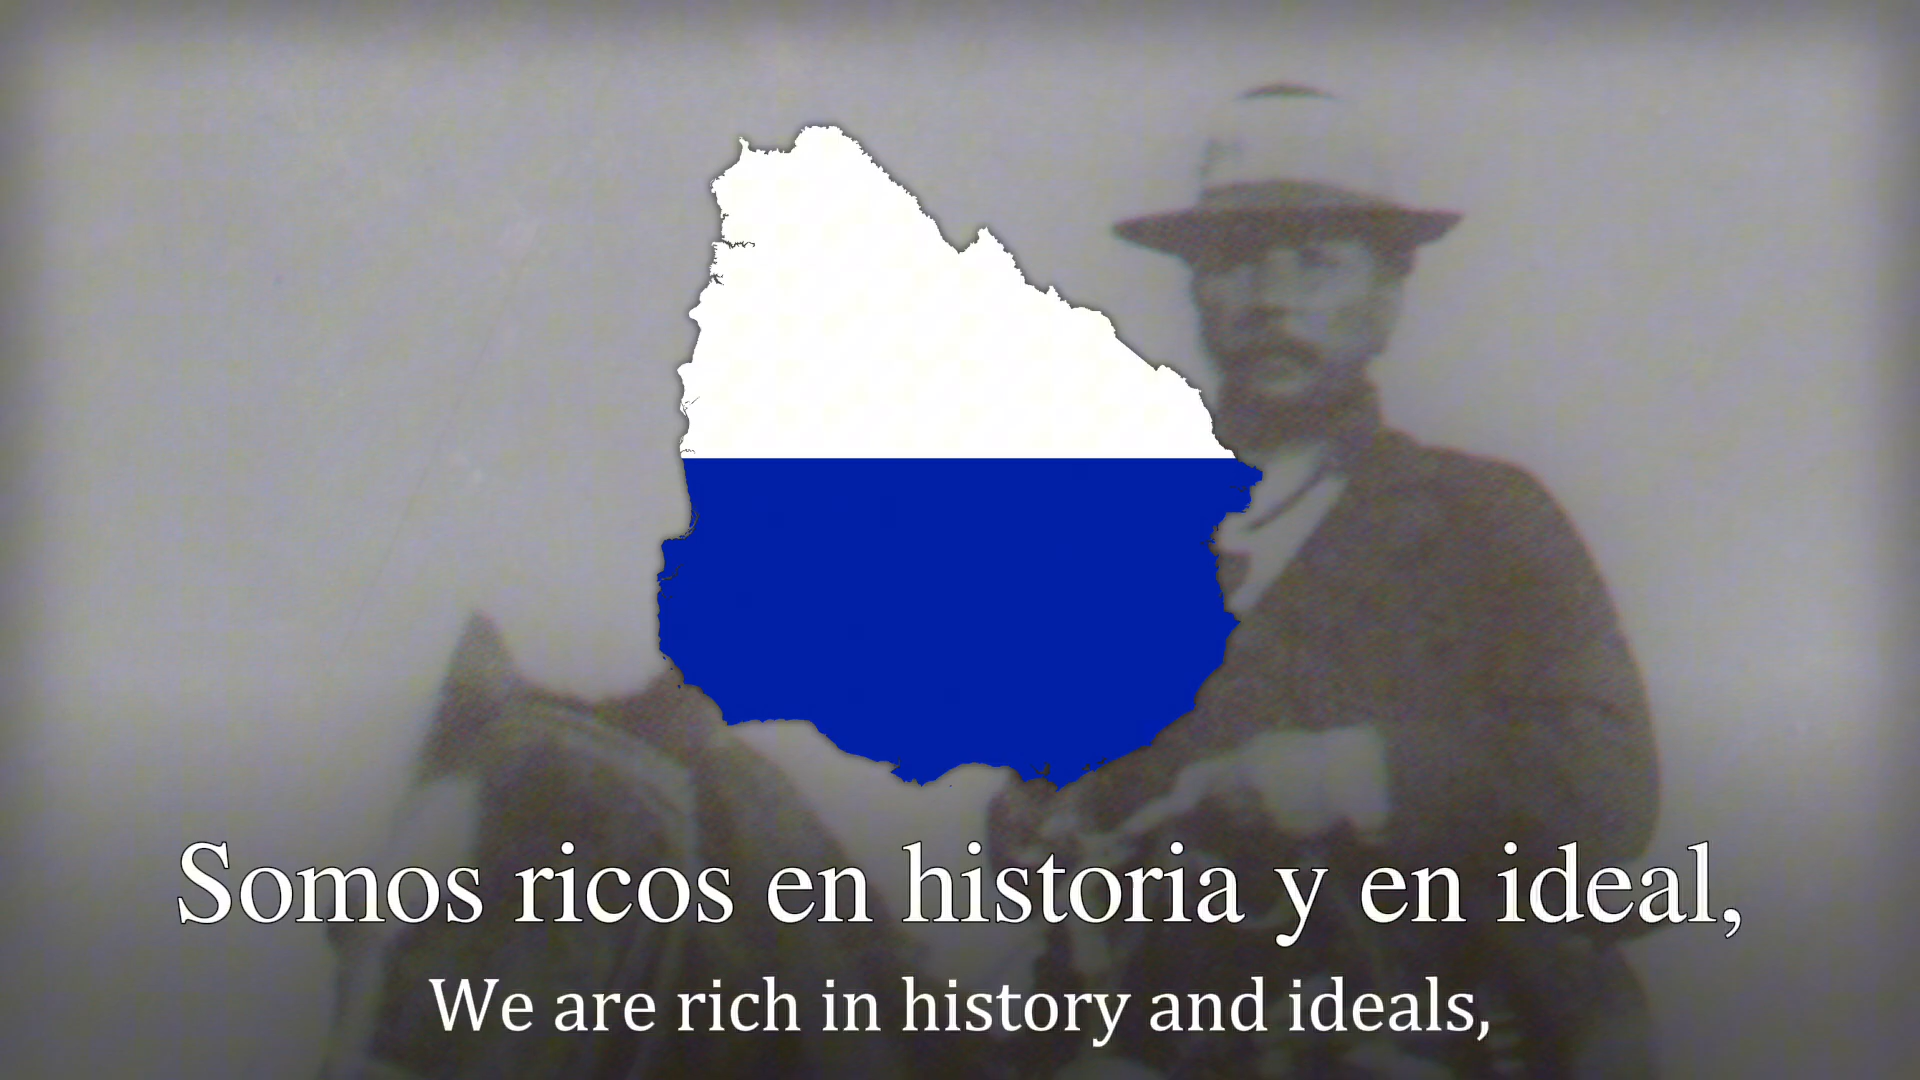 Somos ricos en historia y en ideal,
We are rich in history and ideals,